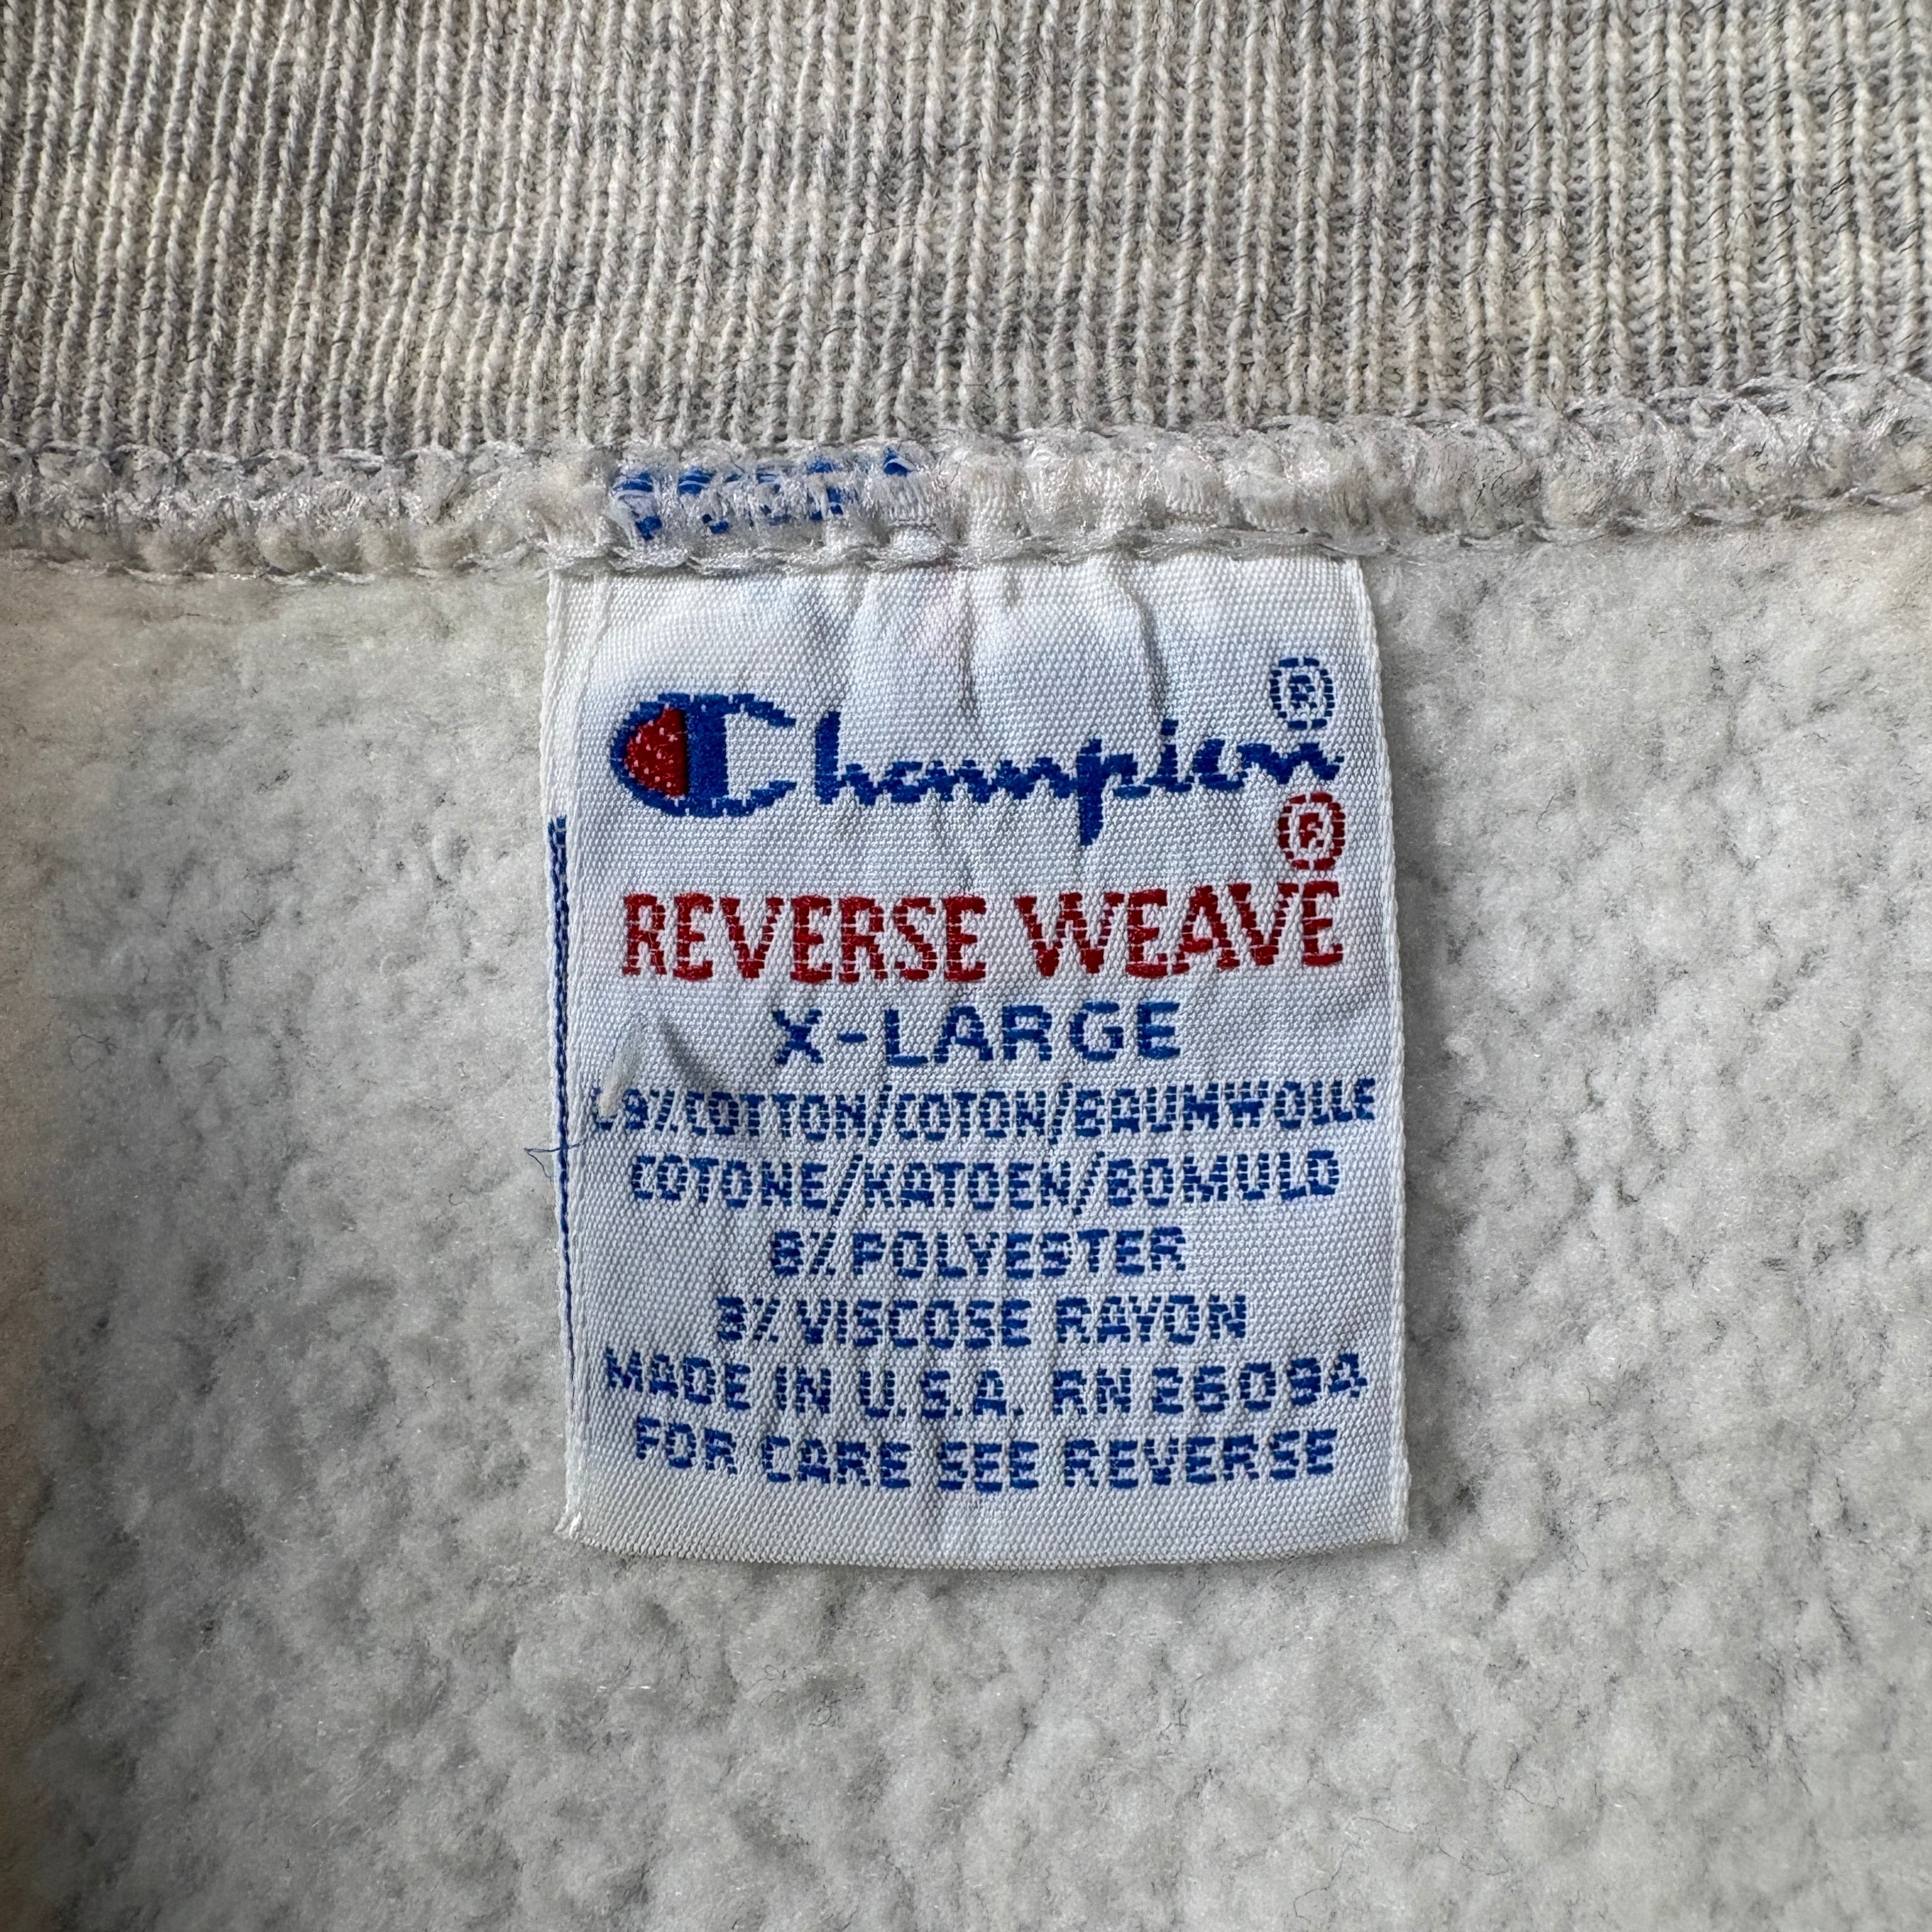 Champion®
®
REVERSE WEAVE
X-LARGE
89% COTTON/COTON/BAUMWOLLE
COTONE/KATOEN/BOMULD
8% POLYESTER
3% VISCOSE RAYON
MADE IN U.S.A. RN 26094
FOR CARE SEE REVERSE